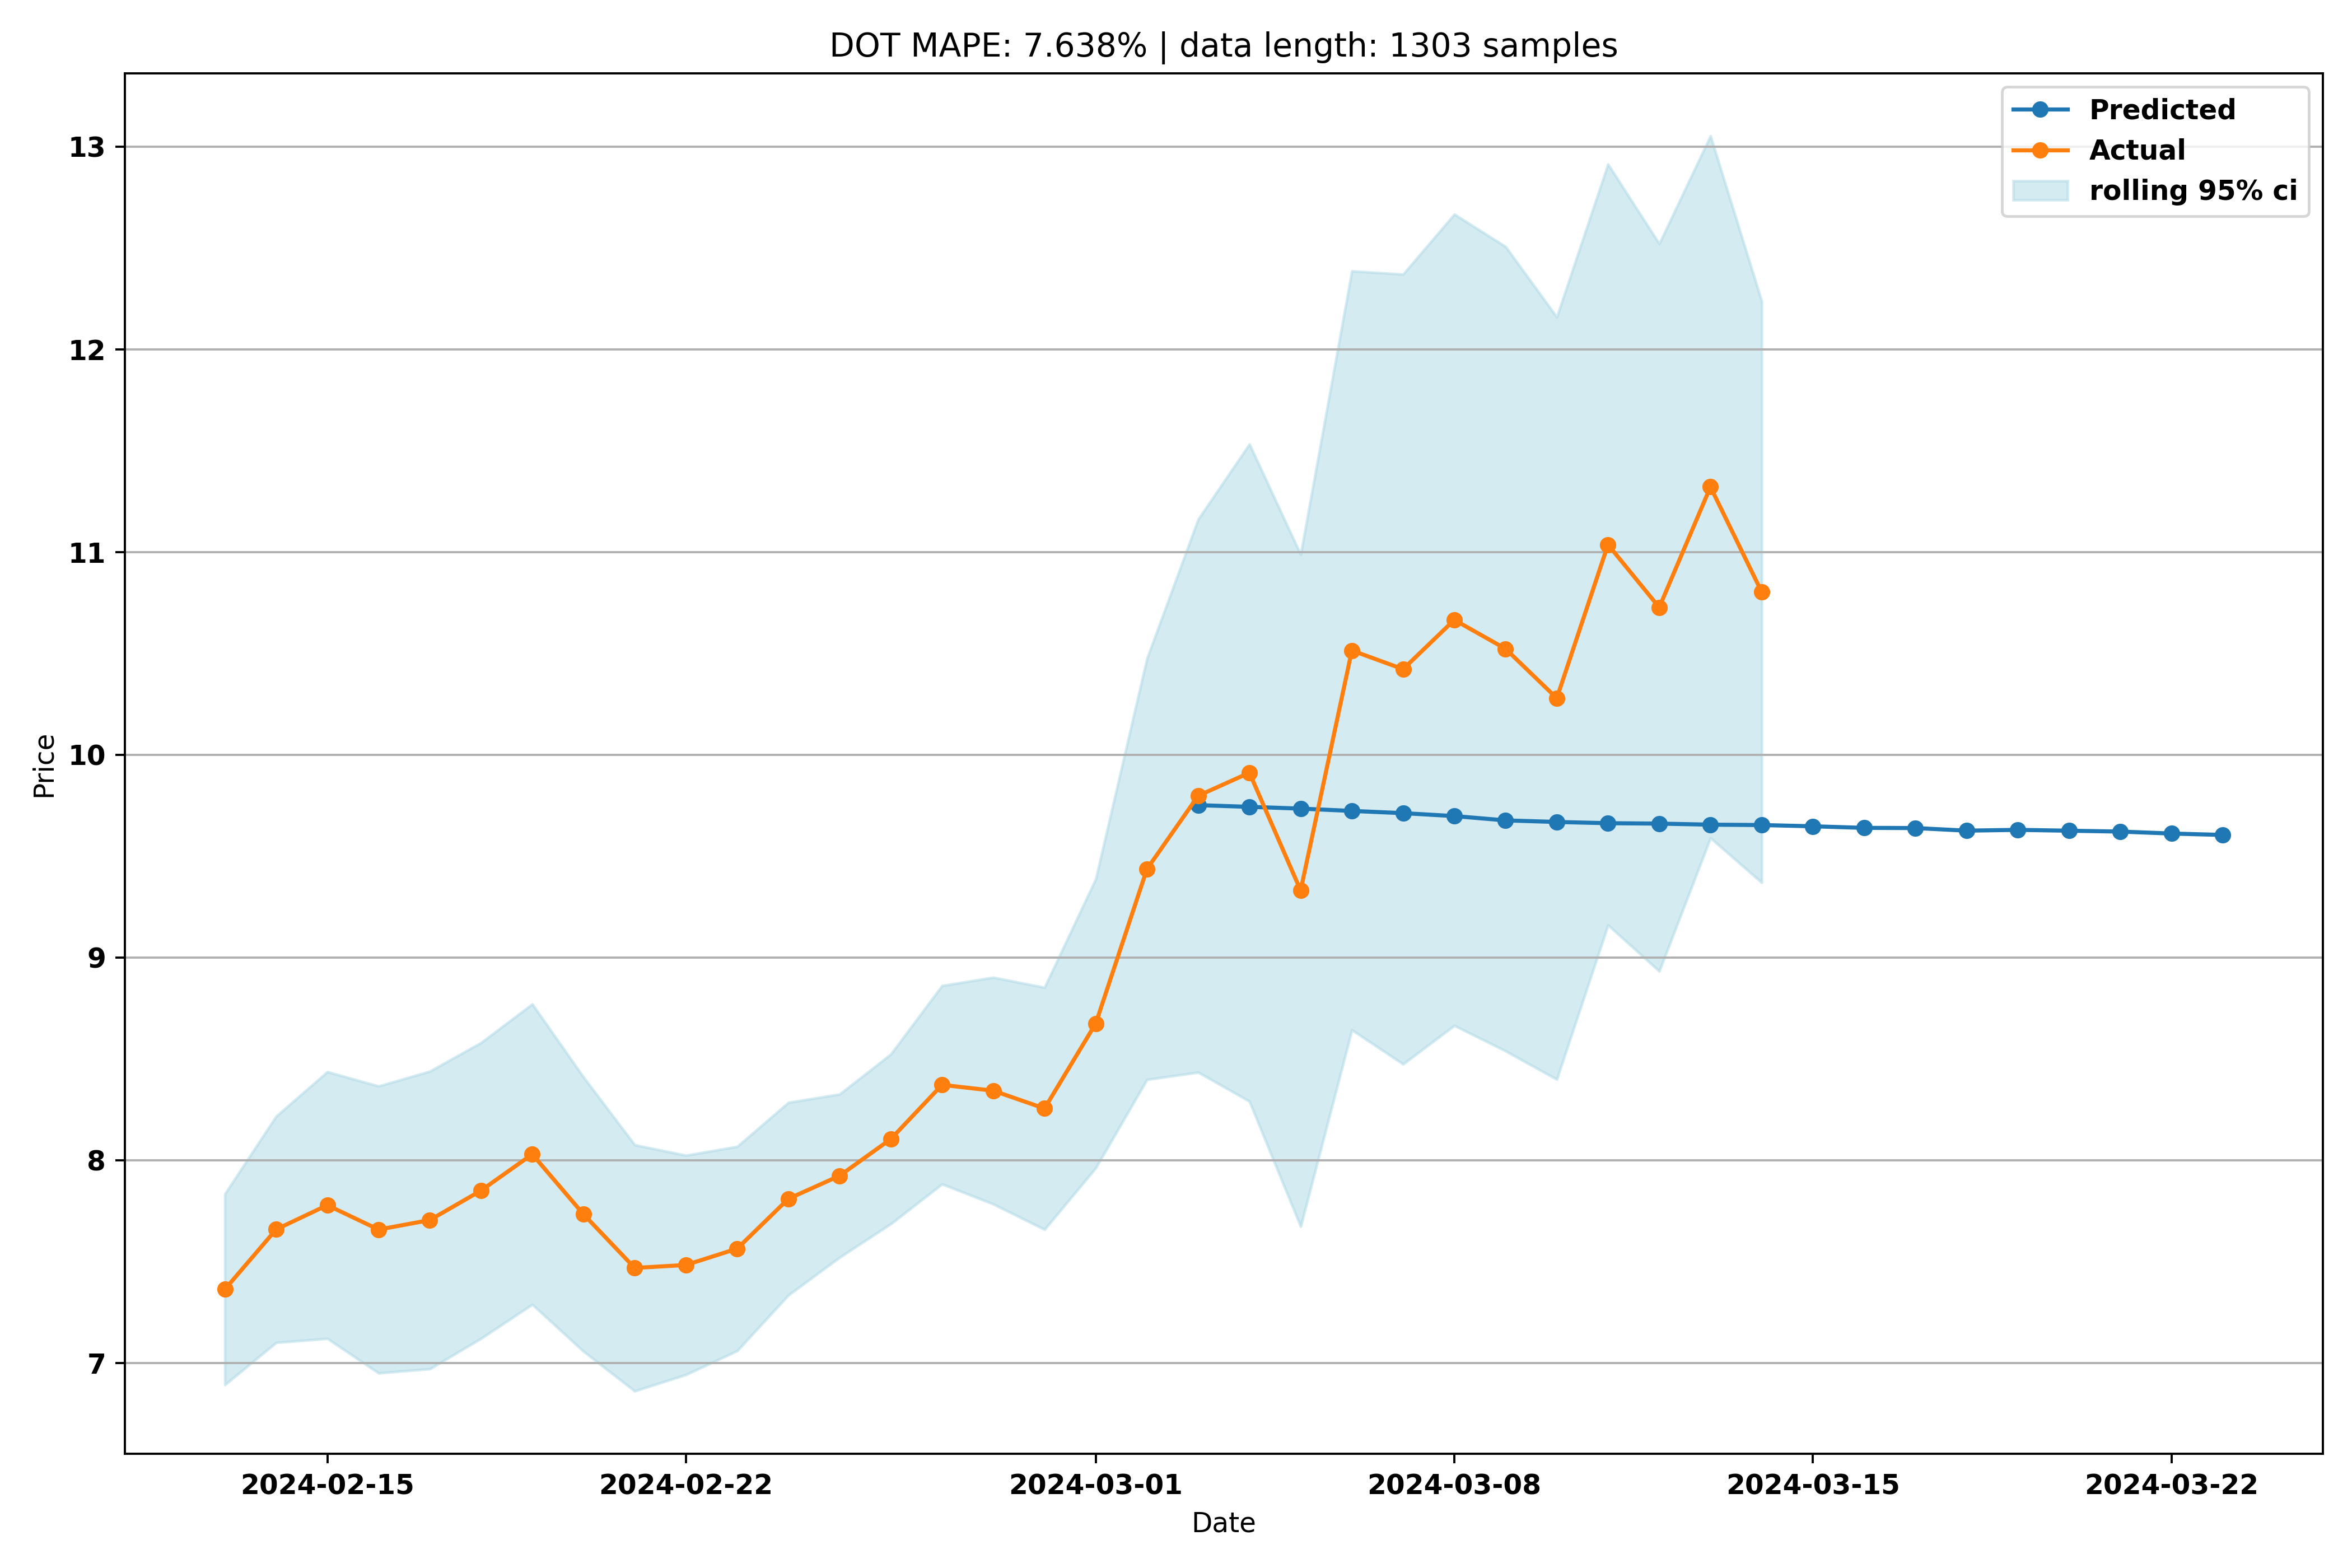 DOT MAPE: 7.638% | data length: 1303 samples
Predicted
Actual
rolling 95% ci
13
12
11
10
9
8
7
Price
2024-02-15
2024-02-22
2024-03-01
2024-03-08
2024-03-15
2024-03-22
Date